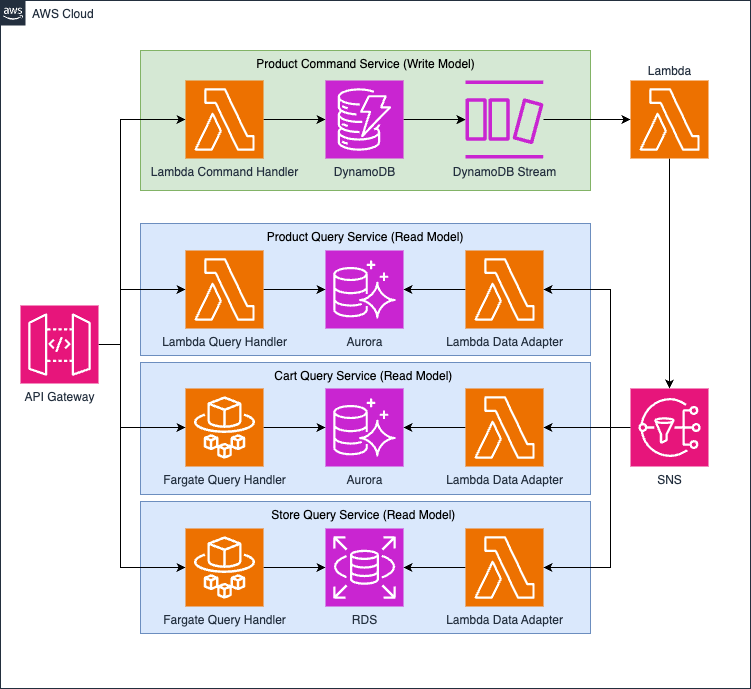 aws
AWS Cloud
Product Command Service (Write Model)
Lambda Command Handler
DynamoDB
DynamoDB Stream
Lambda
Product Query Service (Read Model)
Lambda Query Handler
Aurora
Lambda Data Adapter
API Gateway
</>
Cart Query Service (Read Model)
Fargate Query Handler
Aurora
Lambda Data Adapter
SNS
Store Query Service (Read Model)
Fargate Query Handler
RDS
RDS
Lambda Data Adapter